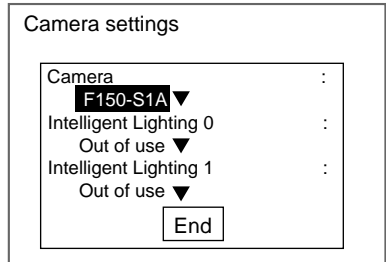 Camera settings
Camera :
F150-S1A ▼
Intelligent Lighting 0 :
Out of use ▼
Intelligent Lighting 1 :
Out of use ▼
End